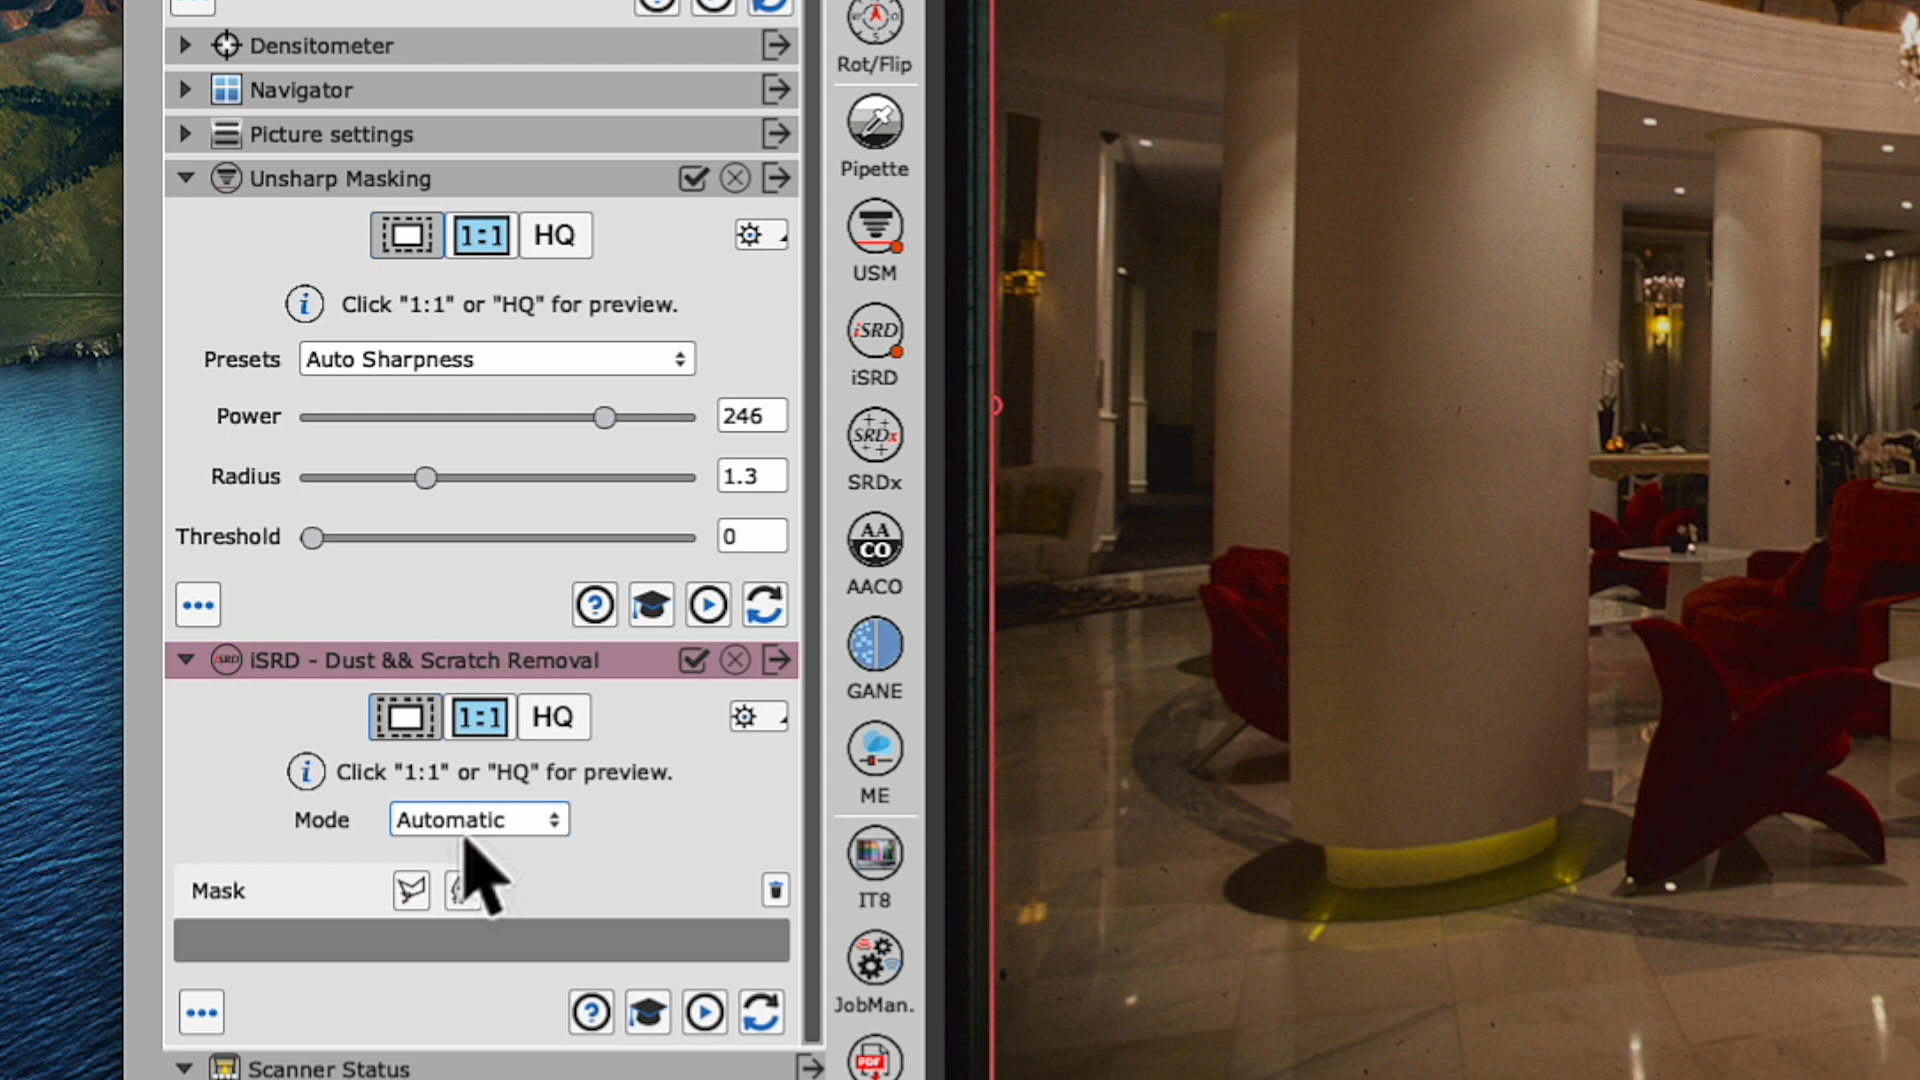 Densitometer
Navigator
Picture settings
Unsharp Masking
1:1 HQ
Click "1:1" or "HQ" for preview.
Presets Auto Sharpness
Power 246
Radius 1.3
Threshold 0
iSRD iSRD - Dust && Scratch Removal
1:1 HQ
Click "1:1" or "HQ" for preview.
Mode Automatic
Mask
Scanner Status
Rot/Flip
Pipette
USM
iSRD
iSRD
SRDx
SRDx
AA
CO
AACO
GANE
ME
IT8
JobMan.
PDF